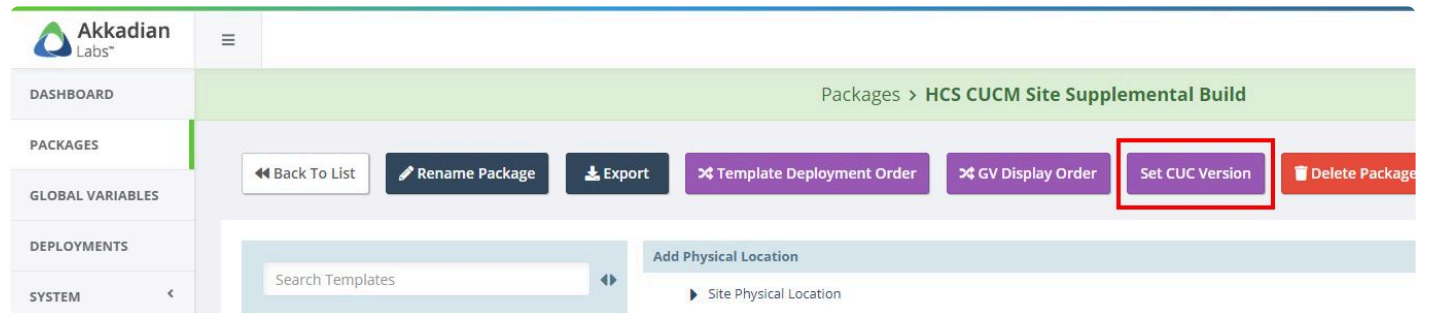 Akkadian
Labs™
DASHBOARD
Packages > HCS CUCM Site Supplemental Build
PACKAGES
Back To List Rename Package Export Template Deployment Order GV Display Order Set CUC Version Delete Package
GLOBAL VARIABLES
DEPLOYMENTS
Add Physical Location
Search Templates
Site Physical Location
SYSTEM